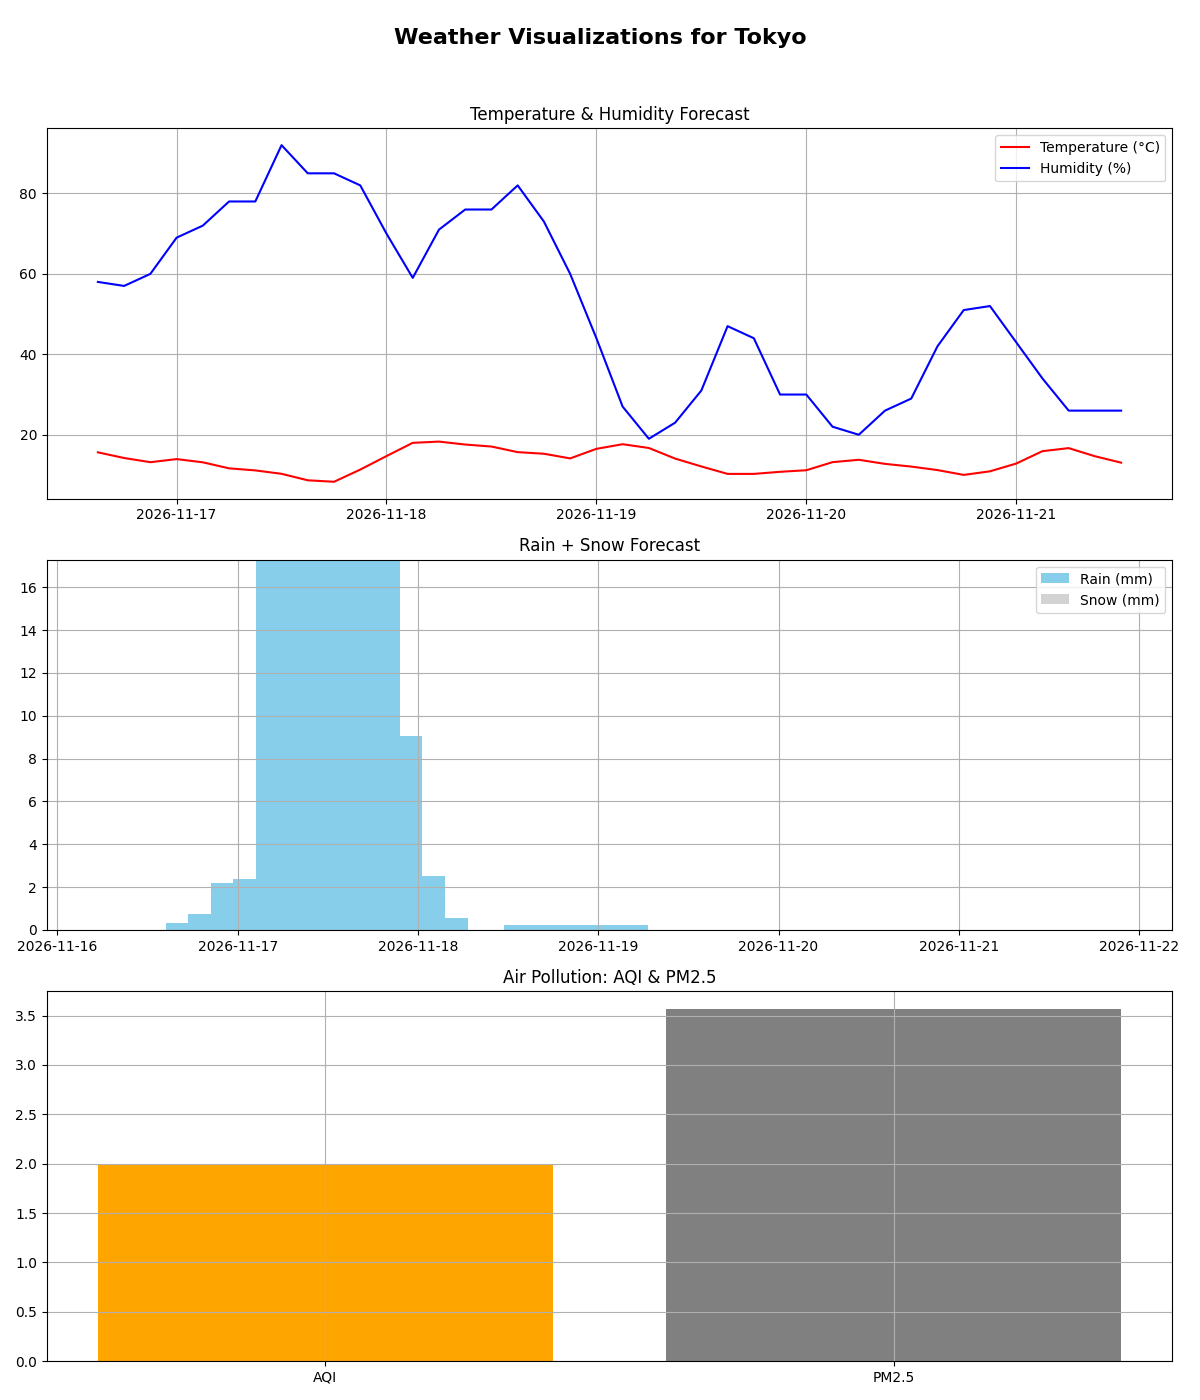 Weather Visualizations for Tokyo
Temperature & Humidity Forecast
Temperature (°C)
Humidity (%)
80
60
40
20
2026-11-17 2026-11-18 2026-11-19 2026-11-20 2026-11-21
Rain + Snow Forecast
Rain (mm)
Snow (mm)
16
14
12
10
8
6
4
2
0
2026-11-16 2026-11-17 2026-11-18 2026-11-19 2026-11-20 2026-11-21 2026-11-22
Air Pollution: AQI & PM2.5
3.5
3.0
2.5
2.0
1.5
1.0
0.5
0.0
AQI PM2.5